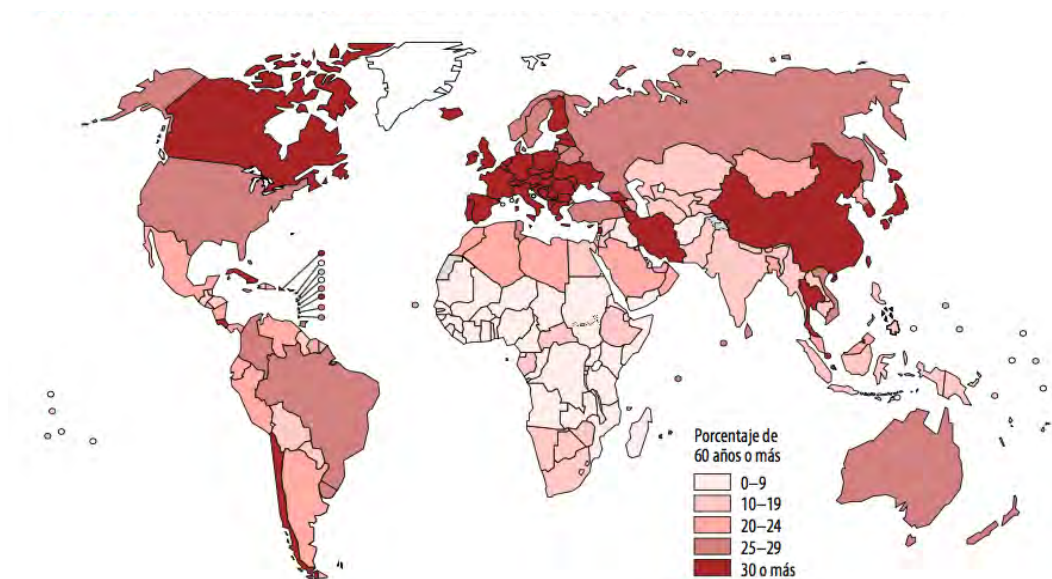 Porcentaje de
60 años o más
0–9
10–19
20–24
25–29
30 o más